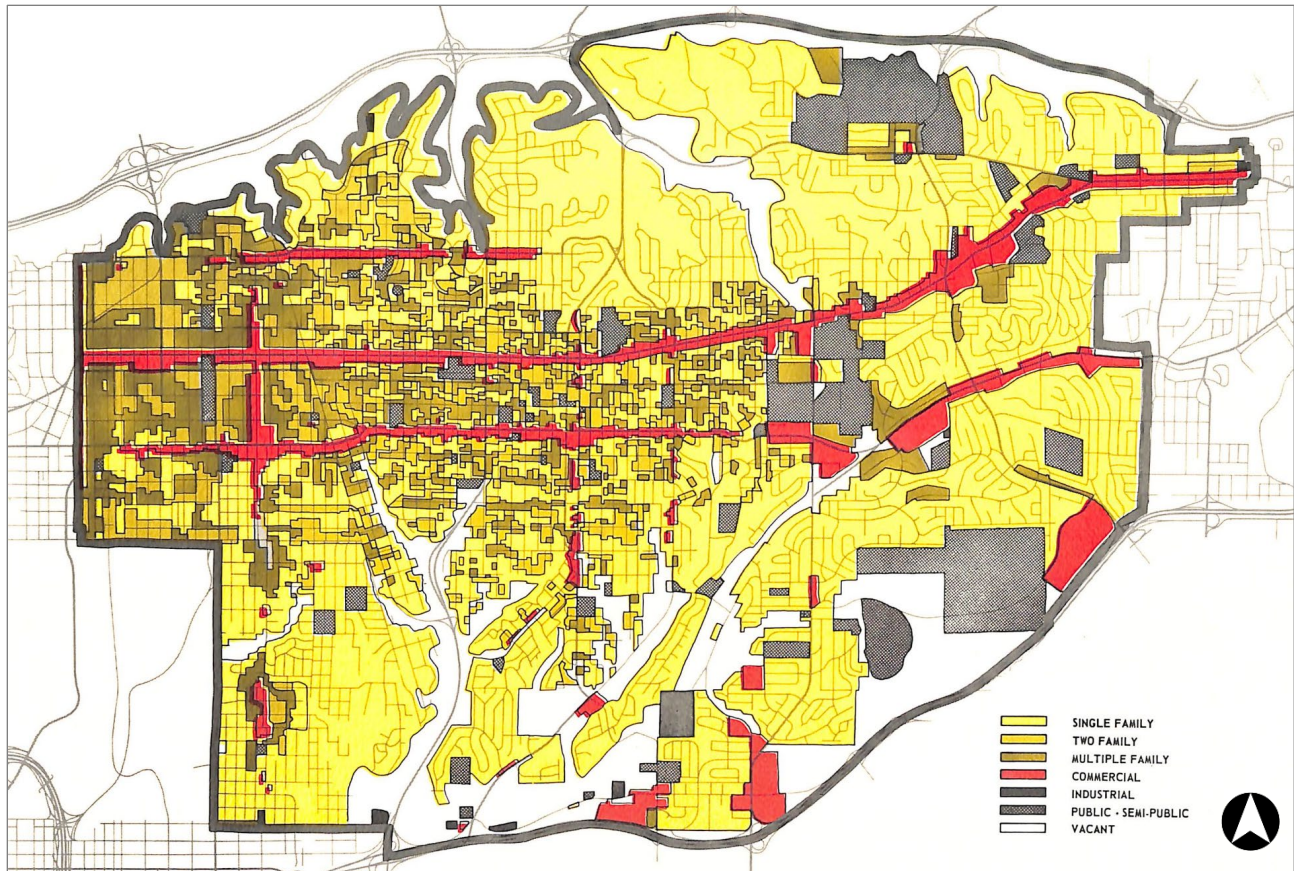 SINGLE FAMILY
TWO FAMILY
MULTIPLE FAMILY
COMMERCIAL
INDUSTRIAL
PUBLIC - SEMI-PUBLIC
VACANT